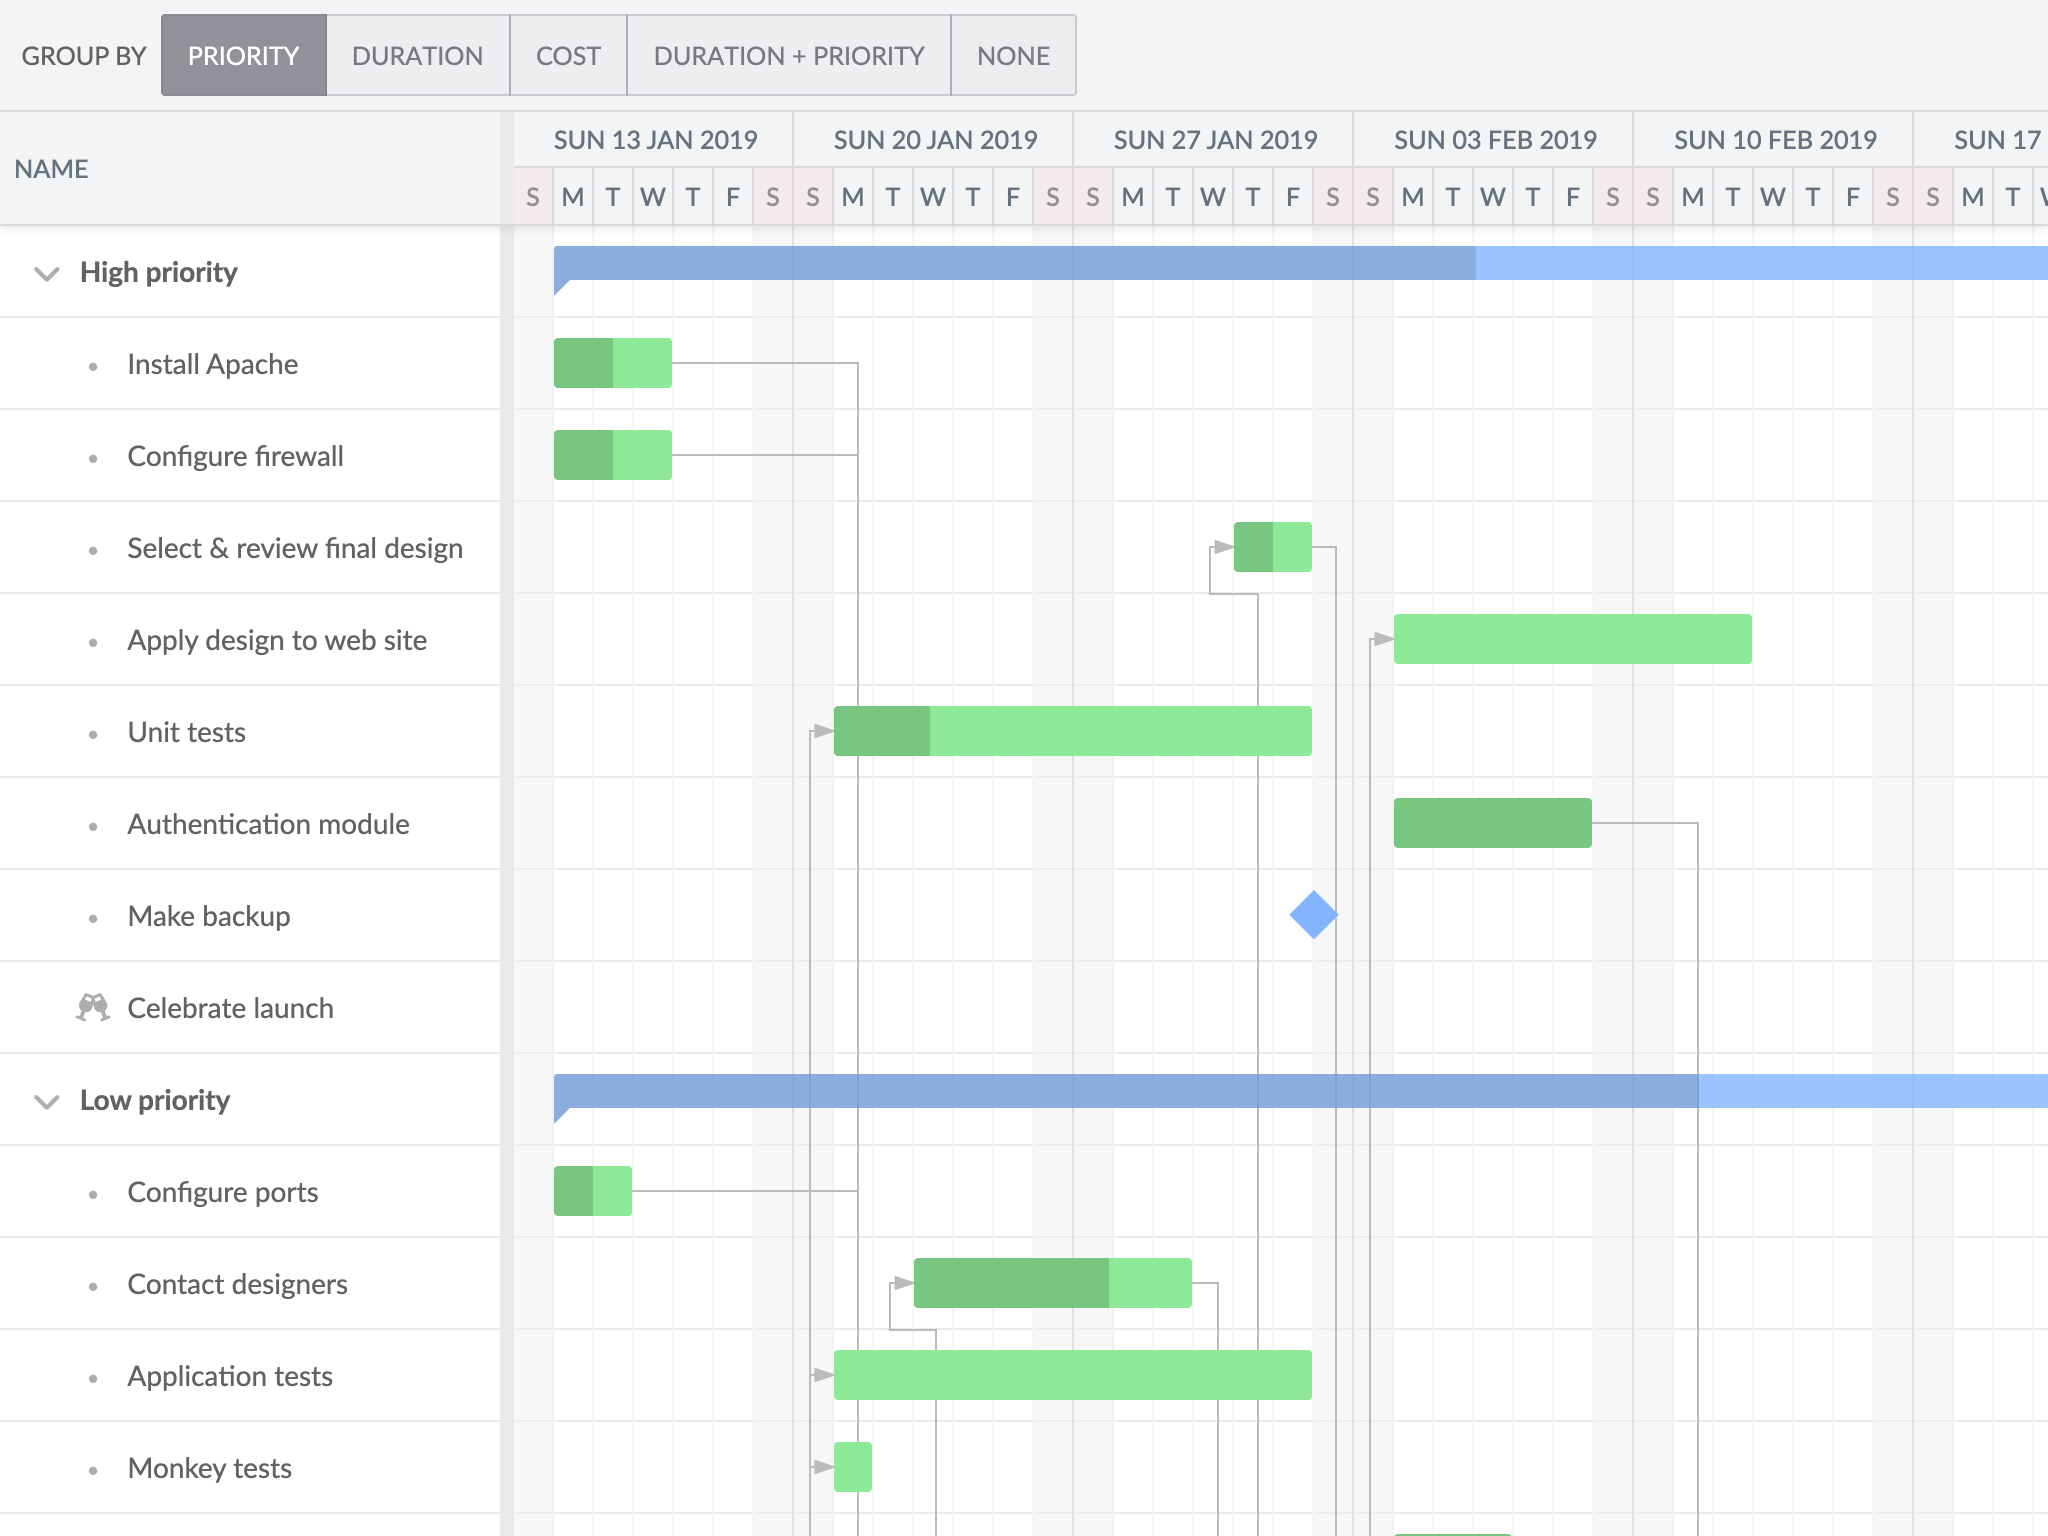 GROUP BY PRIORITY DURATION COST DURATION + PRIORITY NONE
NAME
SUN 13 JAN 2019 SUN 20 JAN 2019 SUN 27 JAN 2019 SUN 03 FEB 2019 SUN 10 FEB 2019 SUN 17
S M T W T F S S M T W T F S S M T W T F S S M T W T F S S M T W T F S S M T
High priority
Install Apache
Configure firewall
Select & review final design
Apply design to web site
Unit tests
Authentication module
Make backup
Celebrate launch
Low priority
Configure ports
Contact designers
Application tests
Monkey tests